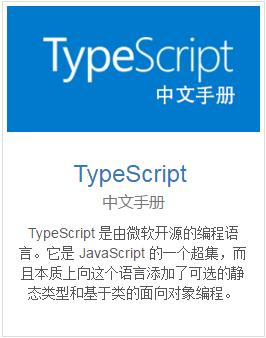 TypeScript
中文手册
TypeScript
中文手册
TypeScript 是由微软开源的编程语
言。它是 JavaScript 的一个超集，而
且本质上向这个语言添加了可选的静
态类型和基于类的面向对象编程。